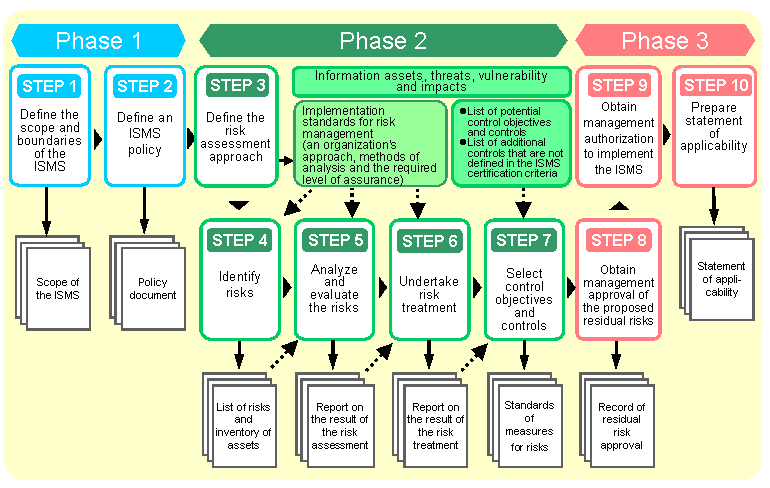 Phase 1
Phase 2
Phase 3
STEP 1
Define the
scope and
boundaries
of the ISMS
STEP 2
Define an
ISMS
policy
STEP 3
Define the
risk
assessment
approach
Information assets, threats, vulnerability
and impacts
Implementation
standards for risk
management
(an organization's
approach, methods of
analysis and the required
level of assurance)
●List of potential
control objectives
and controls
●List of additional
controls that are not
defined in the ISMS
certification criteria
STEP 9
Obtain
management
authorization
to implement
the ISMS
STEP 10
Prepare
statement
of
applicability
STEP 4
Identify
risks
STEP 5
Analyze
and
evaluate
the risks
STEP 6
Undertake
risk
treatment
STEP 7
Select
control
objectives
and
controls
STEP 8
Obtain
management
approval of
the proposed
residual risks
Scope of
the ISMS
Policy
document
Statement
of appli-
cability
List of risks
and
inventory of
assets
Report on
the result of
the risk
assessment
Report on
the result
of the risk
treatment
Standards
of
measures
for risks
Record of
residual
risk
approval